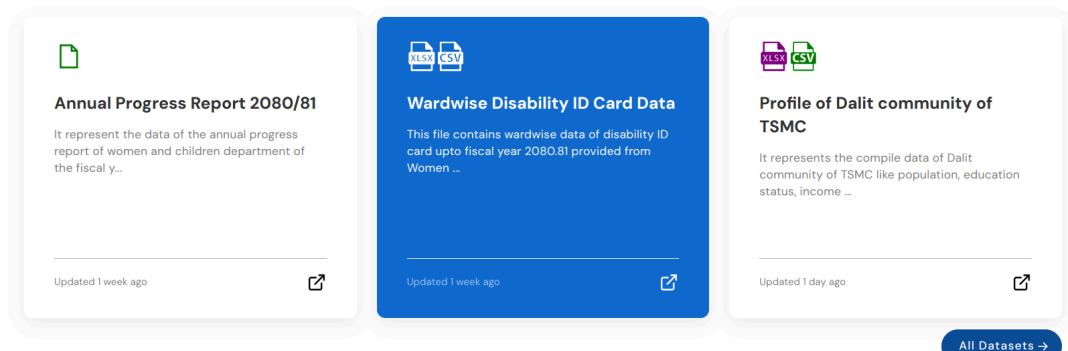 Annual Progress Report 2080/81
It represent the data of the annual progress
report of women and children department of
the fiscal y...
Updated 1 week ago
XLSX CSV
Wardwise Disability ID Card Data
This file contains wardwise data of disability ID
card upto fiscal year 2080.81 provided from
Women ...
Updated 1 week ago
XLSX CSV
Profile of Dalit community of
TSMC
It represents the compile data of Dalit
community of TSMC like population, education
status, income ...
Updated 1 day ago
All Datasets →